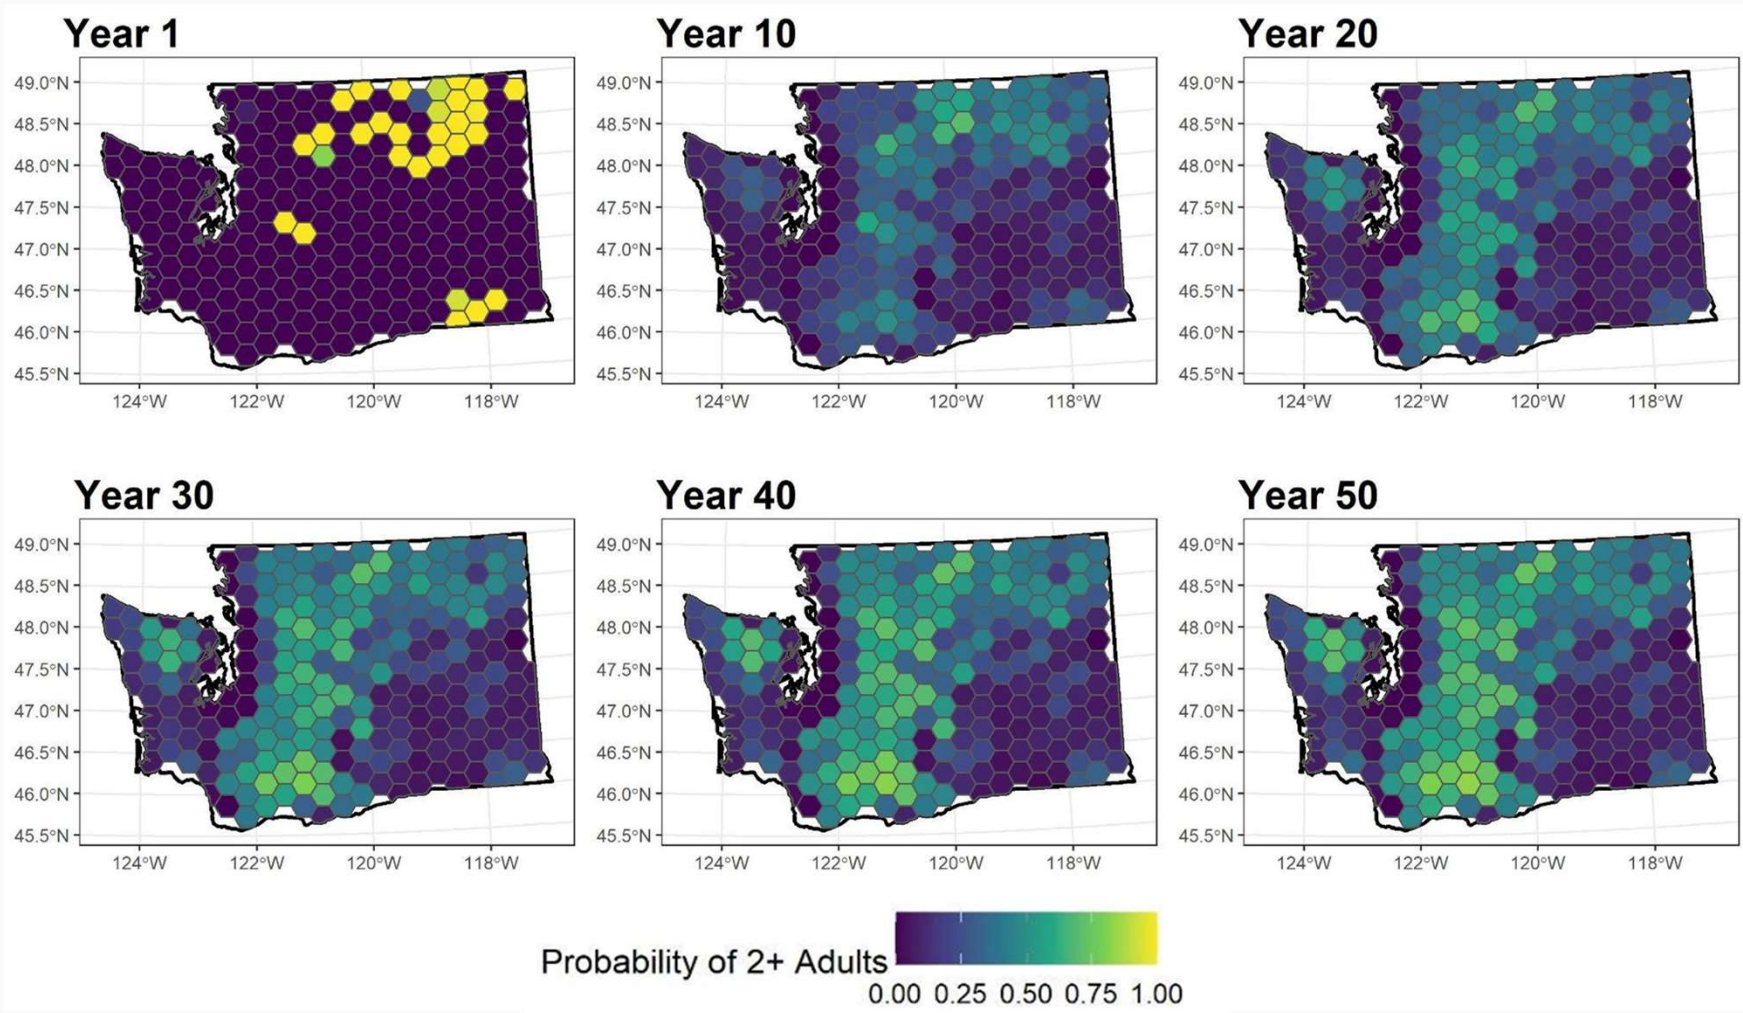 Year 1
Year 10
Year 20
49.0°N
48.5°N
48.0°N
47.5°N
47.0°N
46.5°N
46.0°N
45.5°N
124°W 122°W 120°W 118°W
49.0°N
48.5°N
48.0°N
47.5°N
47.0°N
46.5°N
46.0°N
45.5°N
124°W 122°W 120°W 118°W
49.0°N
48.5°N
48.0°N
47.5°N
47.0°N
46.5°N
46.0°N
45.5°N
124°W 122°W 120°W 118°W
Year 30
Year 40
Year 50
49.0°N
48.5°N
48.0°N
47.5°N
47.0°N
46.5°N
46.0°N
45.5°N
124°W 122°W 120°W 118°W
49.0°N
48.5°N
48.0°N
47.5°N
47.0°N
46.5°N
46.0°N
45.5°N
124°W 122°W 120°W 118°W
49.0°N
48.5°N
48.0°N
47.5°N
47.0°N
46.5°N
46.0°N
45.5°N
124°W 122°W 120°W 118°W
Probability of 2+ Adults
0.00 0.25 0.50 0.75 1.00